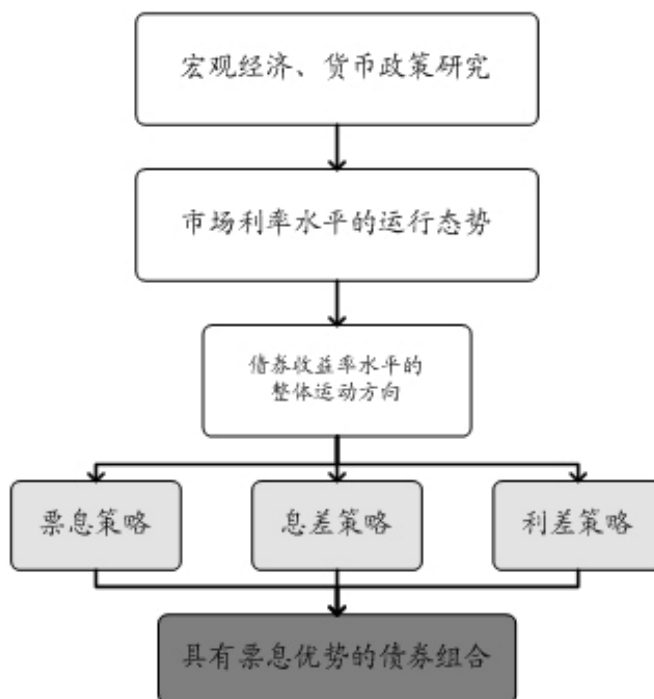 宏观经济、货币政策研究
市场利率水平的运行态势
债券收益率水平的
整体运动方向
票息策略
息差策略
利差策略
具有票息优势的债券组合